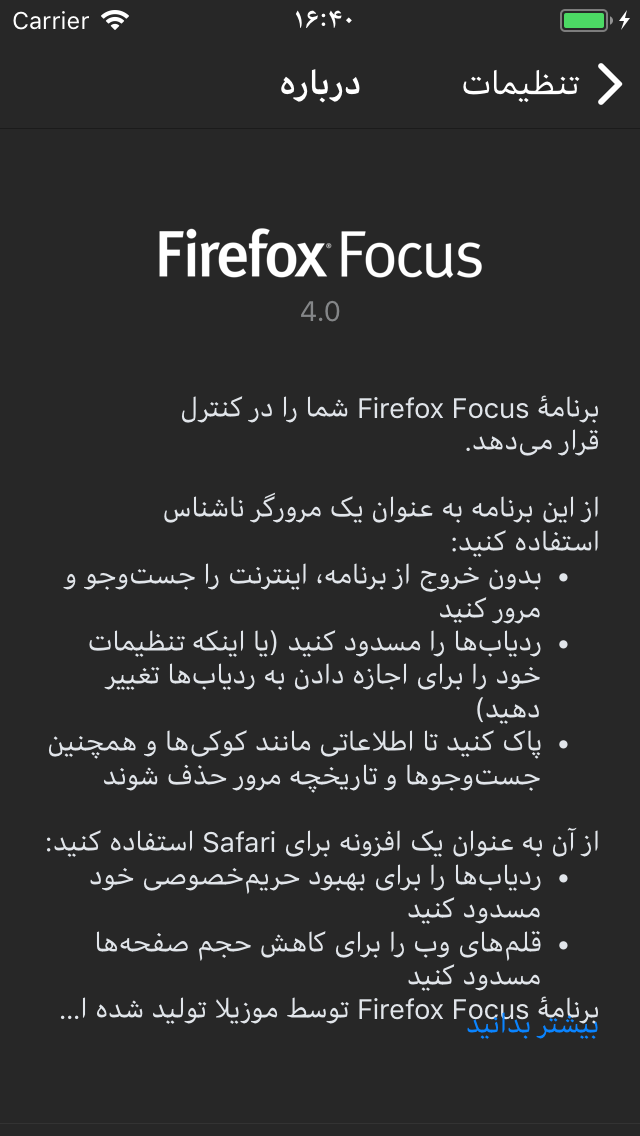 Carrier ۱۶:۴۰
تنظیمات
درباره
Firefox Focus
4.0
برنامهٔ Firefox Focus شما را در کنترل
قرار می‌دهد.
از این برنامه به عنوان یک مرورگر ناشناس
استفاده کنید:
• بدون خروج از برنامه، اینترنت را جست‌وجو و
مرور کنید
• ردیاب‌ها را مسدود کنید (یا اینکه تنظیمات
خود را برای اجازه دادن به ردیاب‌ها تغییر
دهید)
• پاک کنید تا اطلاعاتی مانند کوکی‌ها و همچنین
جست‌وجوها و تاریخچه مرور حذف شوند
از آن به عنوان یک افزونه برای Safari استفاده کنید:
• ردیاب‌ها را برای بهبود حریم‌خصوصی خود
مسدود کنید
• قلم‌های وب را برای کاهش حجم صفحه‌ها
مسدود کنید
برنامهٔ Firefox Focus توسط موزیلا تولید شده ا...
بیشتر بدانید